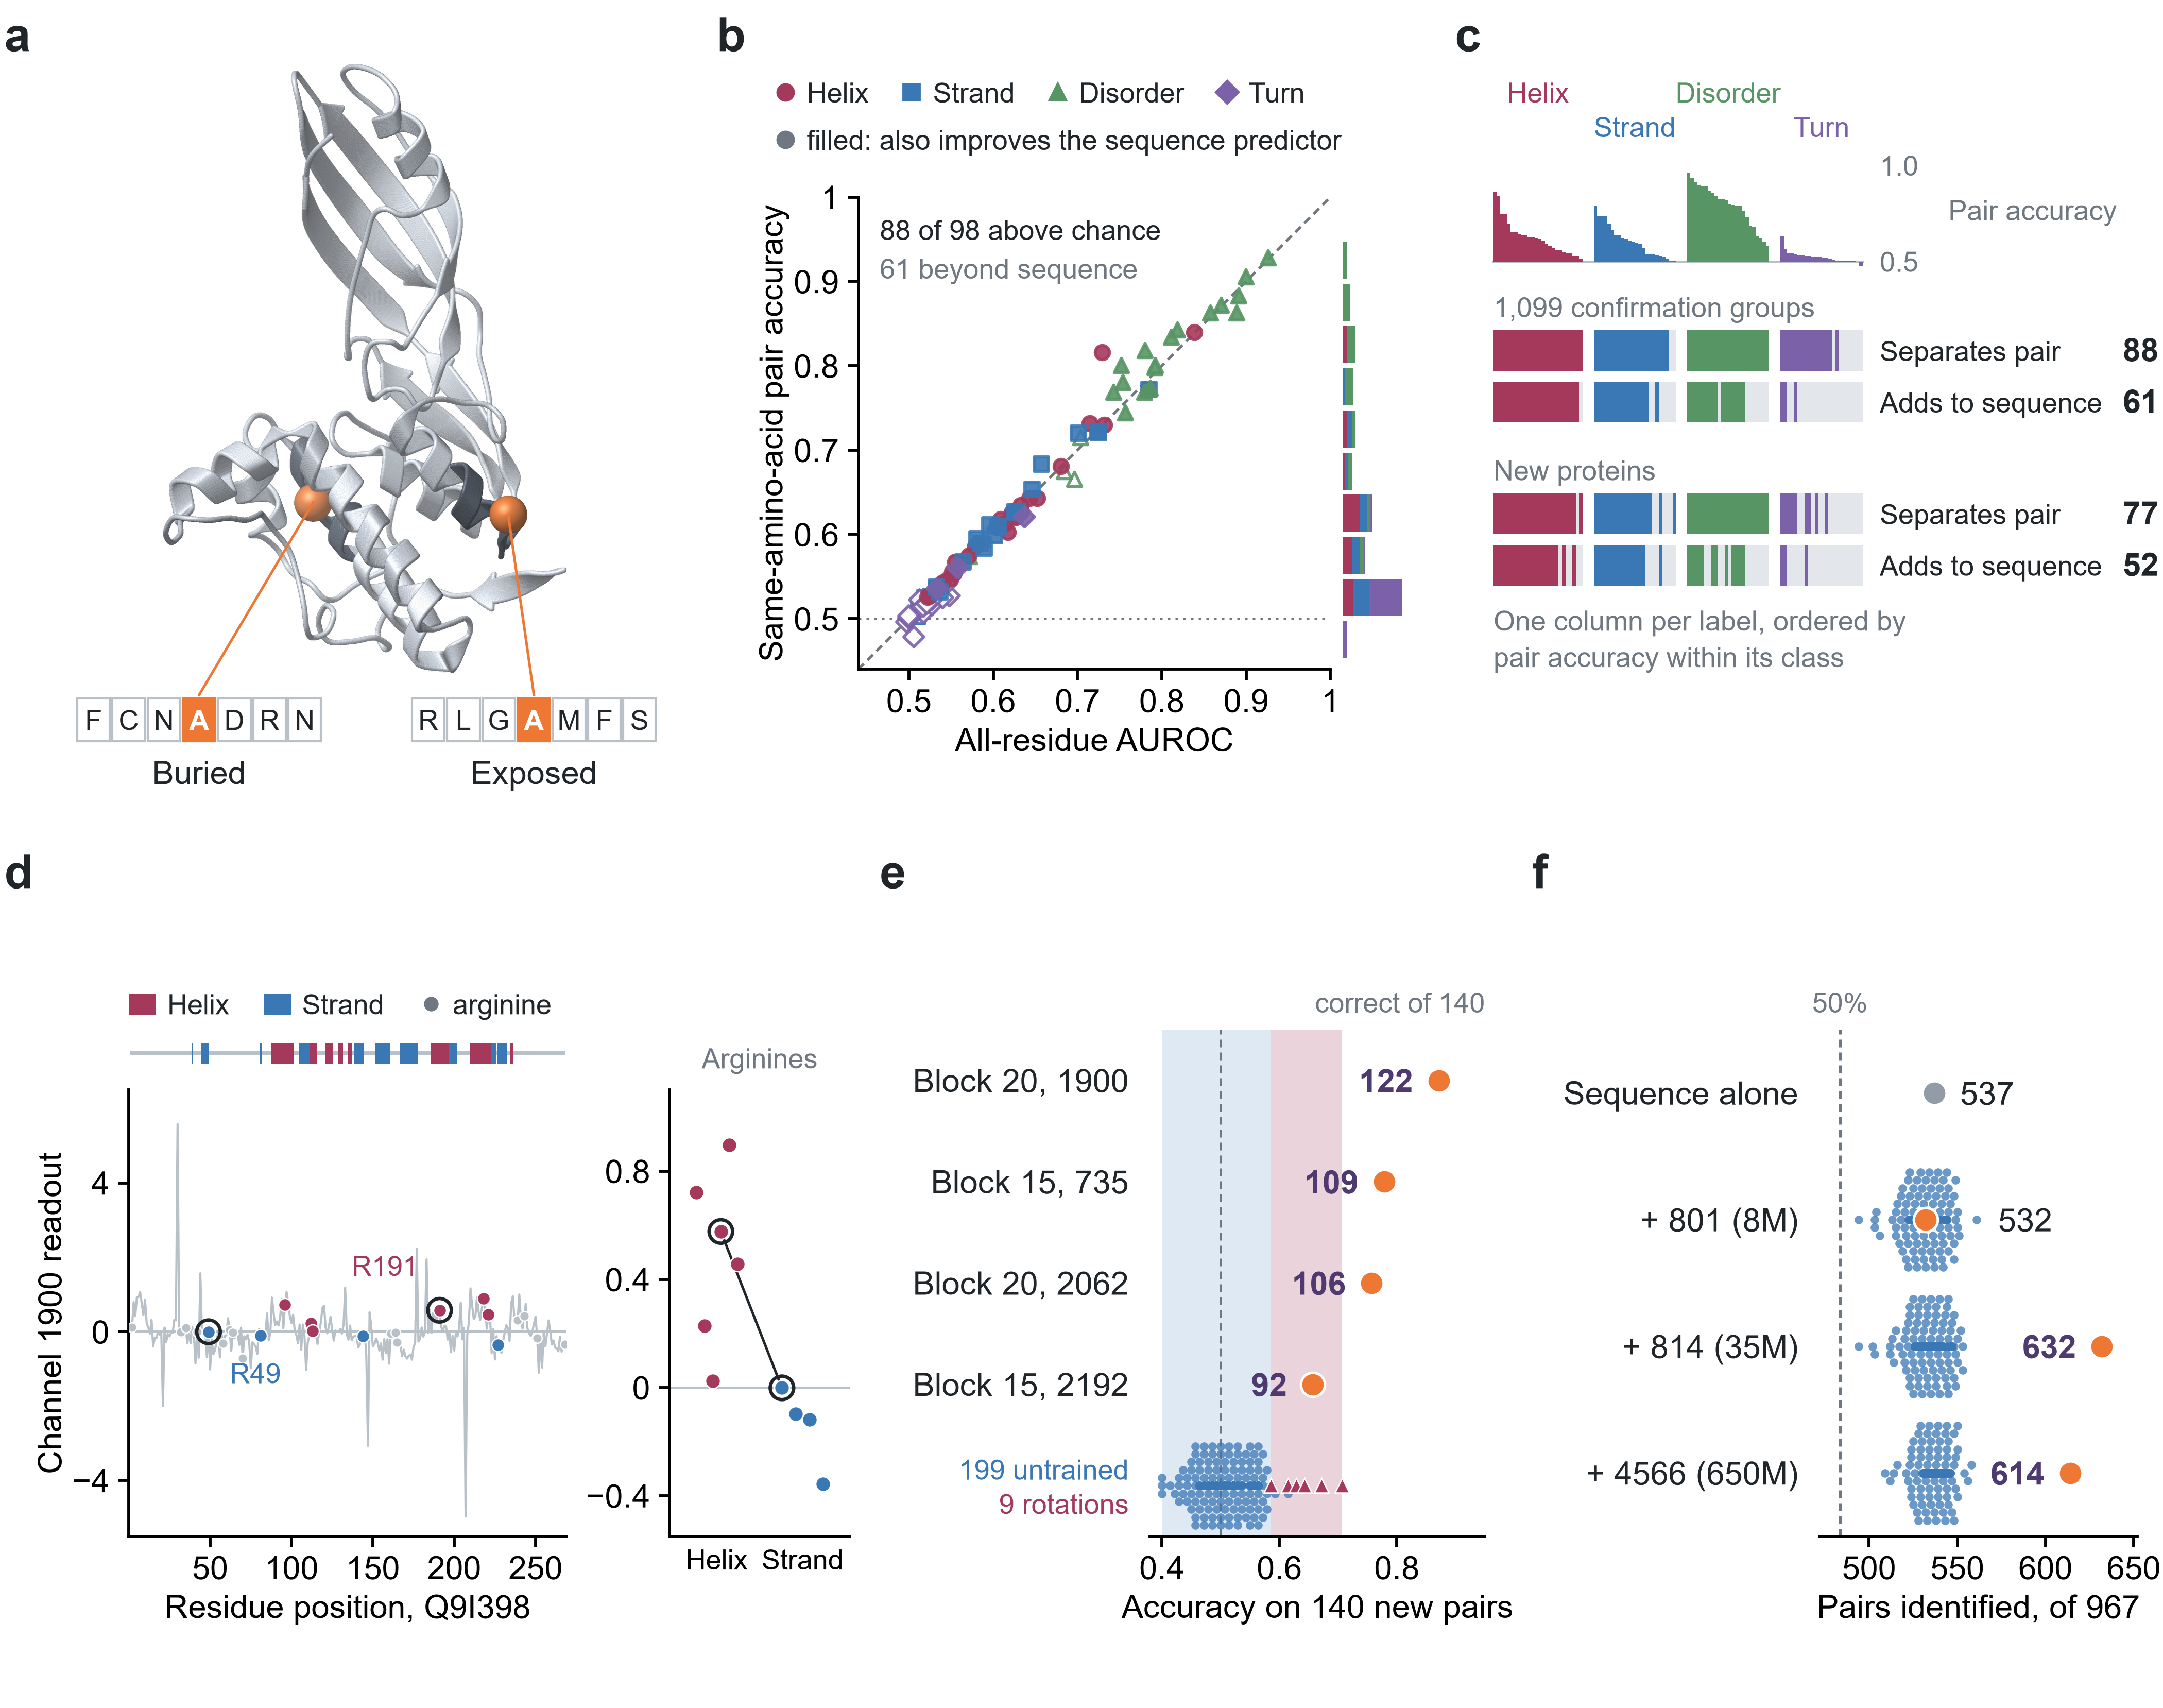 a
F C N A D R N
Buried
R L G A M F S
Exposed
b
Helix Strand Disorder Turn
filled: also improves the sequence predictor
88 of 98 above chance
61 beyond sequence
Same-amino-acid pair accuracy
1
0.9
0.8
0.7
0.6
0.5
0.5 0.6 0.7 0.8 0.9 1
All-residue AUROC
c
Helix Disorder
Strand Turn
1.0
Pair accuracy
0.5
1,099 confirmation groups
Separates pair 88
Adds to sequence 61
New proteins
Separates pair 77
Adds to sequence 52
One column per label, ordered by
pair accuracy within its class
d
Helix Strand arginine
Channel 1900 readout
4
0
−4
R191
R49
50 100 150 200 250
Residue position, Q9I398
Arginines
0.8
0.4
0
−0.4
Helix Strand
e
correct of 140
Block 20, 1900 122
Block 15, 735 109
Block 20, 2062 106
Block 15, 2192 92
199 untrained
9 rotations
0.4 0.6 0.8
Accuracy on 140 new pairs
f
50%
Sequence alone 537
+ 801 (8M) 532
+ 814 (35M) 632
+ 4566 (650M) 614
500 550 600 650
Pairs identified, of 967